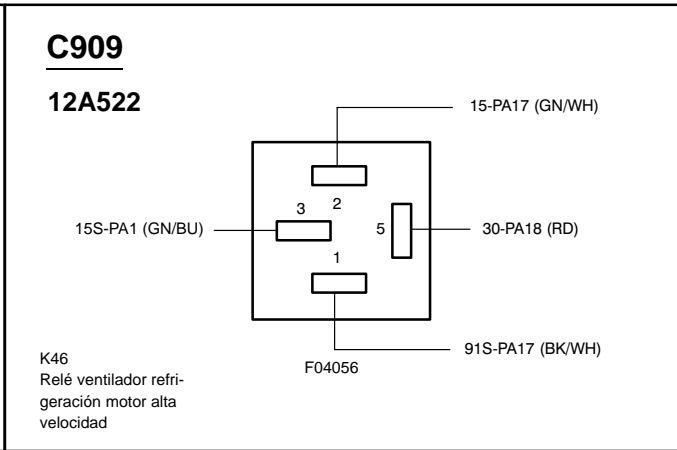 C909
12A522
15-PA17 (GN/WH)
3
2
15S-PA1 (GN/BU)
5
30-PA18 (RD)
1
91S-PA17 (BK/WH)
F04056
K46
Relé ventilador refri-
geración motor alta
velocidad